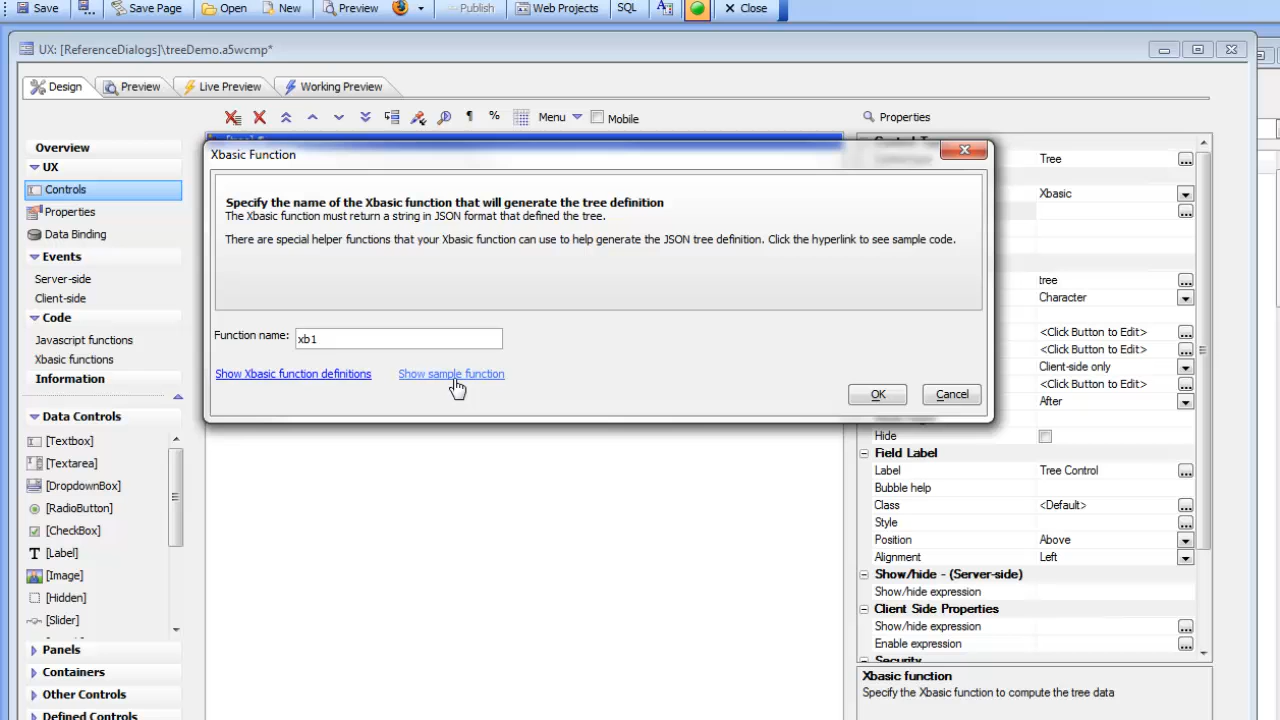 Save Save Page Open New Preview Publish Web Projects SQL Close
UX: [ReferenceDialogs]\treeDemo.a5wcmp*
Design Preview Live Preview Working Preview
Menu Mobile
Properties
Overview
UX
Controls
Properties
Data Binding
Events
Server-side
Client-side
Code
Javascript functions
Xbasic functions
Information
Data Controls
[Textbox]
[Textarea]
[DropdownBox]
[RadioButton]
[CheckBox]
[Label]
[Image]
[Hidden]
[Slider]
Panels
Containers
Other Controls
Defined Controls
Xbasic Function
Specify the name of the Xbasic function that will generate the tree definition
The Xbasic function must return a string in JSON format that defined the tree.
There are special helper functions that your Xbasic function can use to help generate the JSON tree definition. Click the hyperlink to see sample code.
Function name: xb1
Show Xbasic function definitions Show sample function
OK Cancel
Tree
Xbasic
tree
Character
<Click Button to Edit>
<Click Button to Edit>
Client-side only
<Click Button to Edit>
After
Hide
Field Label
Label Tree Control
Bubble help
Class <Default>
Style
Position Above
Alignment Left
Show/hide - (Server-side)
Show/hide expression
Client Side Properties
Show/hide expression
Enable expression
Security
Xbasic function
Specify the Xbasic function to compute the tree data